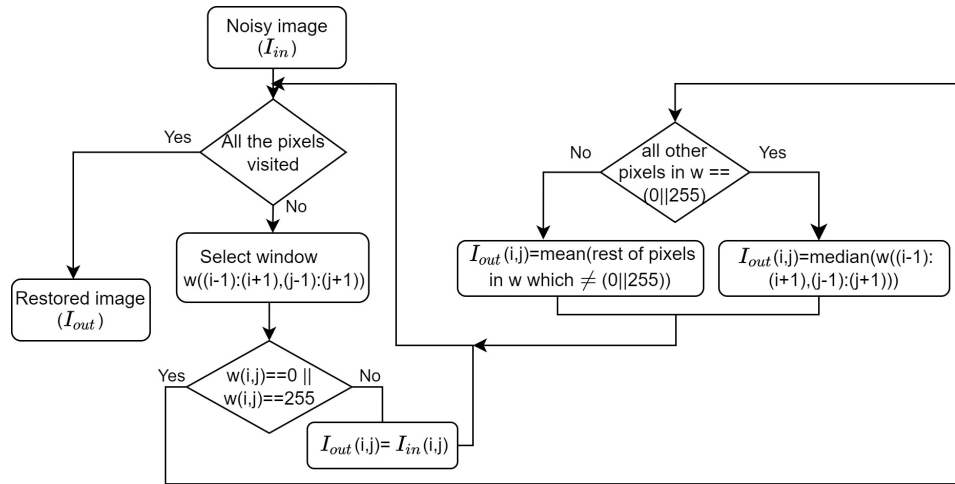 Noisy image
(I_in)
Yes
All the pixels
visited
No
Select window
w((i-1):(i+1),(j-1):(j+1))
Restored image
(I_out)
Yes
w(i,j)==0 ||
w(i,j)==255
No
I_out(i,j)= I_in(i,j)
No
all other
pixels in w ==
(0||255)
Yes
I_out(i,j)=mean(rest of pixels
in w which ≠ (0||255))
I_out(i,j)=median(w((i-1):
(i+1),(j-1):(j+1)))